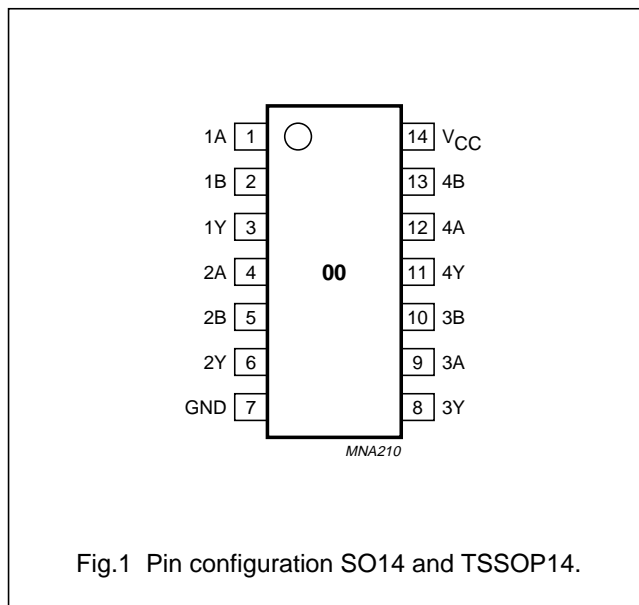 1A 1 14 VCC
1B 2 13 4B
1Y 3 12 4A
2A 4 00 11 4Y
2B 5 10 3B
2Y 6 9 3A
GND 7 8 3Y
MNA210
Fig.1 Pin configuration SO14 and TSSOP14.